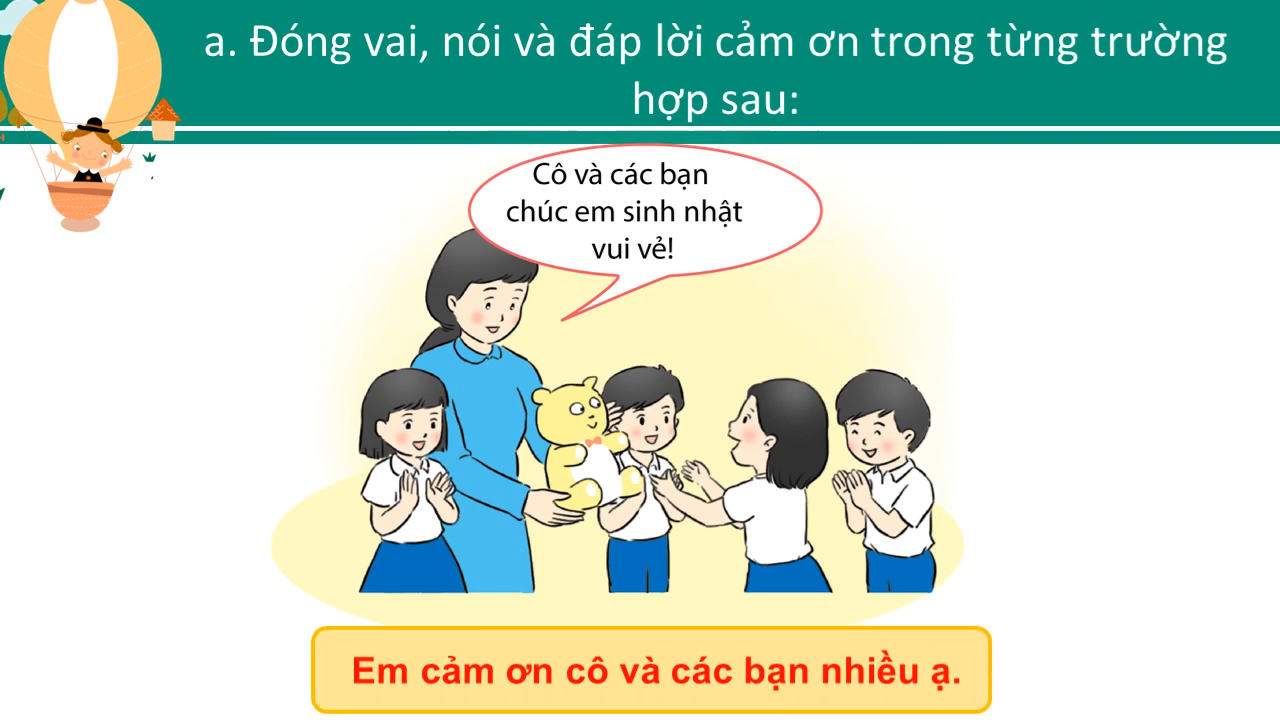 a. Đóng vai, nói và đáp lời cảm ơn trong từng trường
hợp sau:
Cô và các bạn
chúc em sinh nhật
vui vẻ!
Em cảm ơn cô và các bạn nhiều ạ.